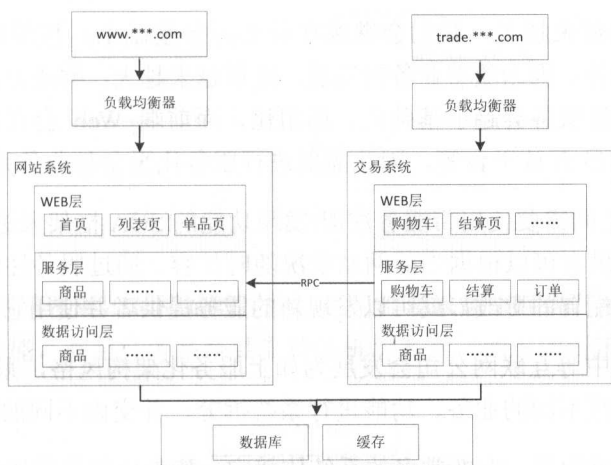 www.***.com
trade.***.com
负载均衡器
负载均衡器
网站系统
WEB层
首页 列表页 单品页
服务层
商品 …… ……
数据访问层
商品 …… ……
RPC
交易系统
WEB层
购物车 结算页 ……
服务层
购物车 结算 订单
数据访问层
商品 …… ……
数据库 缓存